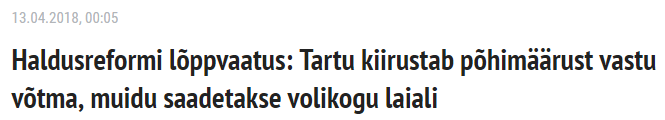 13.04.2018, 00:05
Haldusreformi lõppvaatus: Tartu kiirustab põhimäärust vastu
võtma, muidu saadetakse volikogu laiali